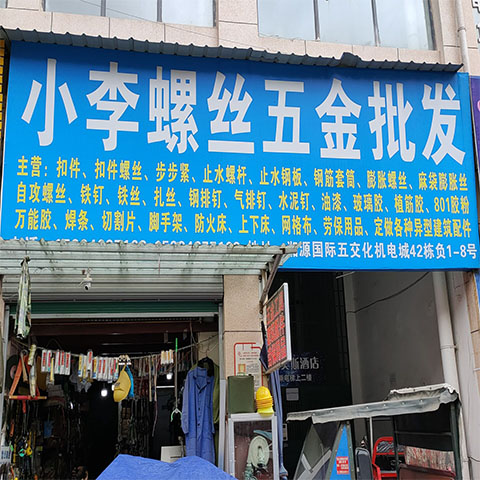 小李螺丝五金批发
主营：扣件、扣件螺丝、步步紧、止水螺杆、止水钢板、钢筋套筒、膨胀螺丝、麻袋膨胀丝
自攻螺丝、铁钉、铁丝、扎丝、钢排钉、气排钉、水泥钉、油漆、玻璃胶、植筋胶、801胶粉
万能胶、焊条、切割片、脚手架、防火床、上下床、网格布、劳保用品、定做各种异型建筑配件
源国际五交化机电城42栋负1-8号
酒店